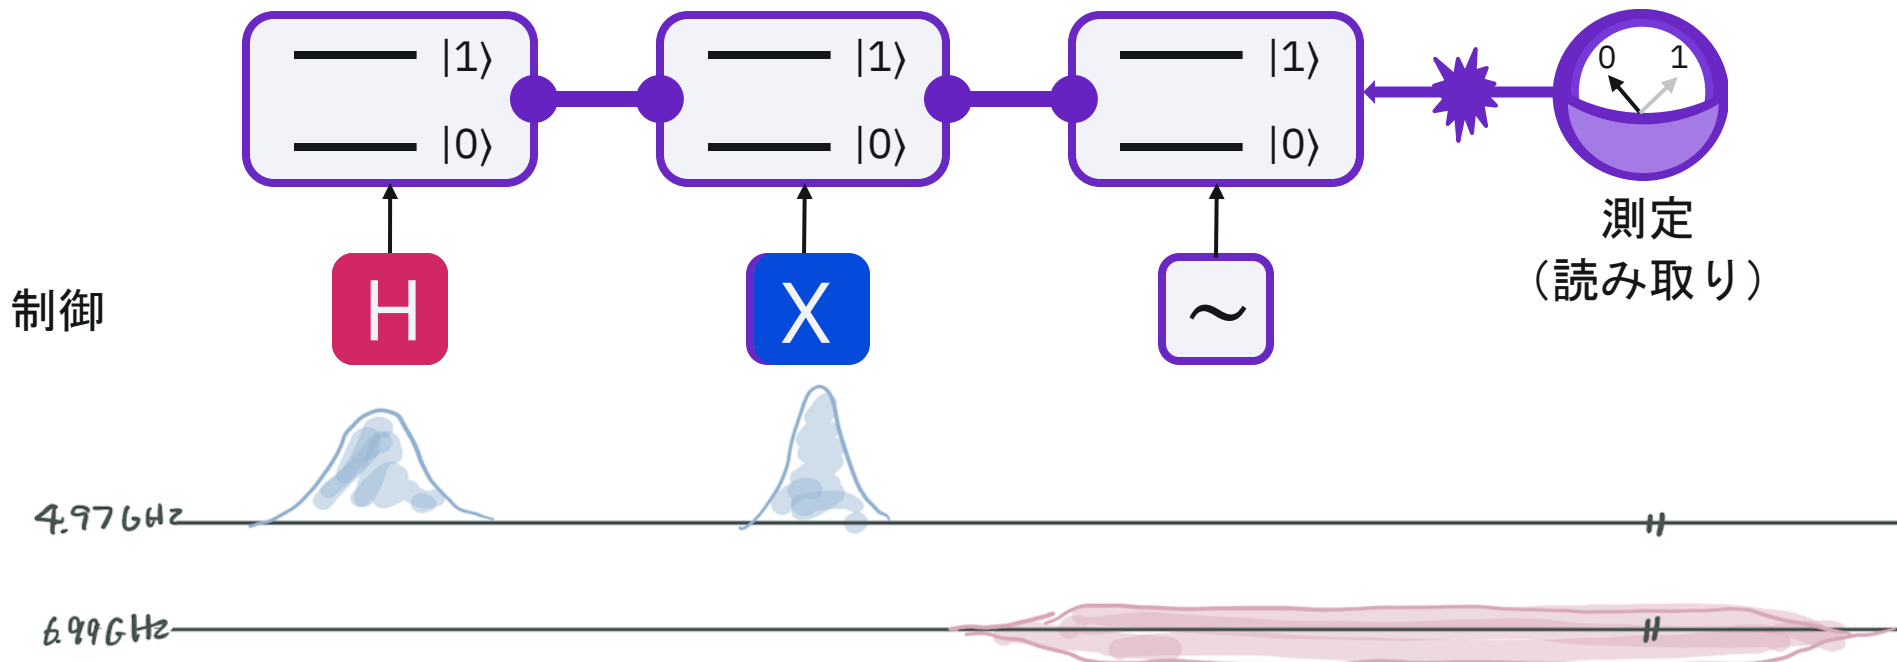 |1⟩ |1⟩ |1⟩ 0 1
|0⟩ |0⟩ |0⟩
測定
（読み取り）
制御 H X ～
4.97GHz
6.99GHz